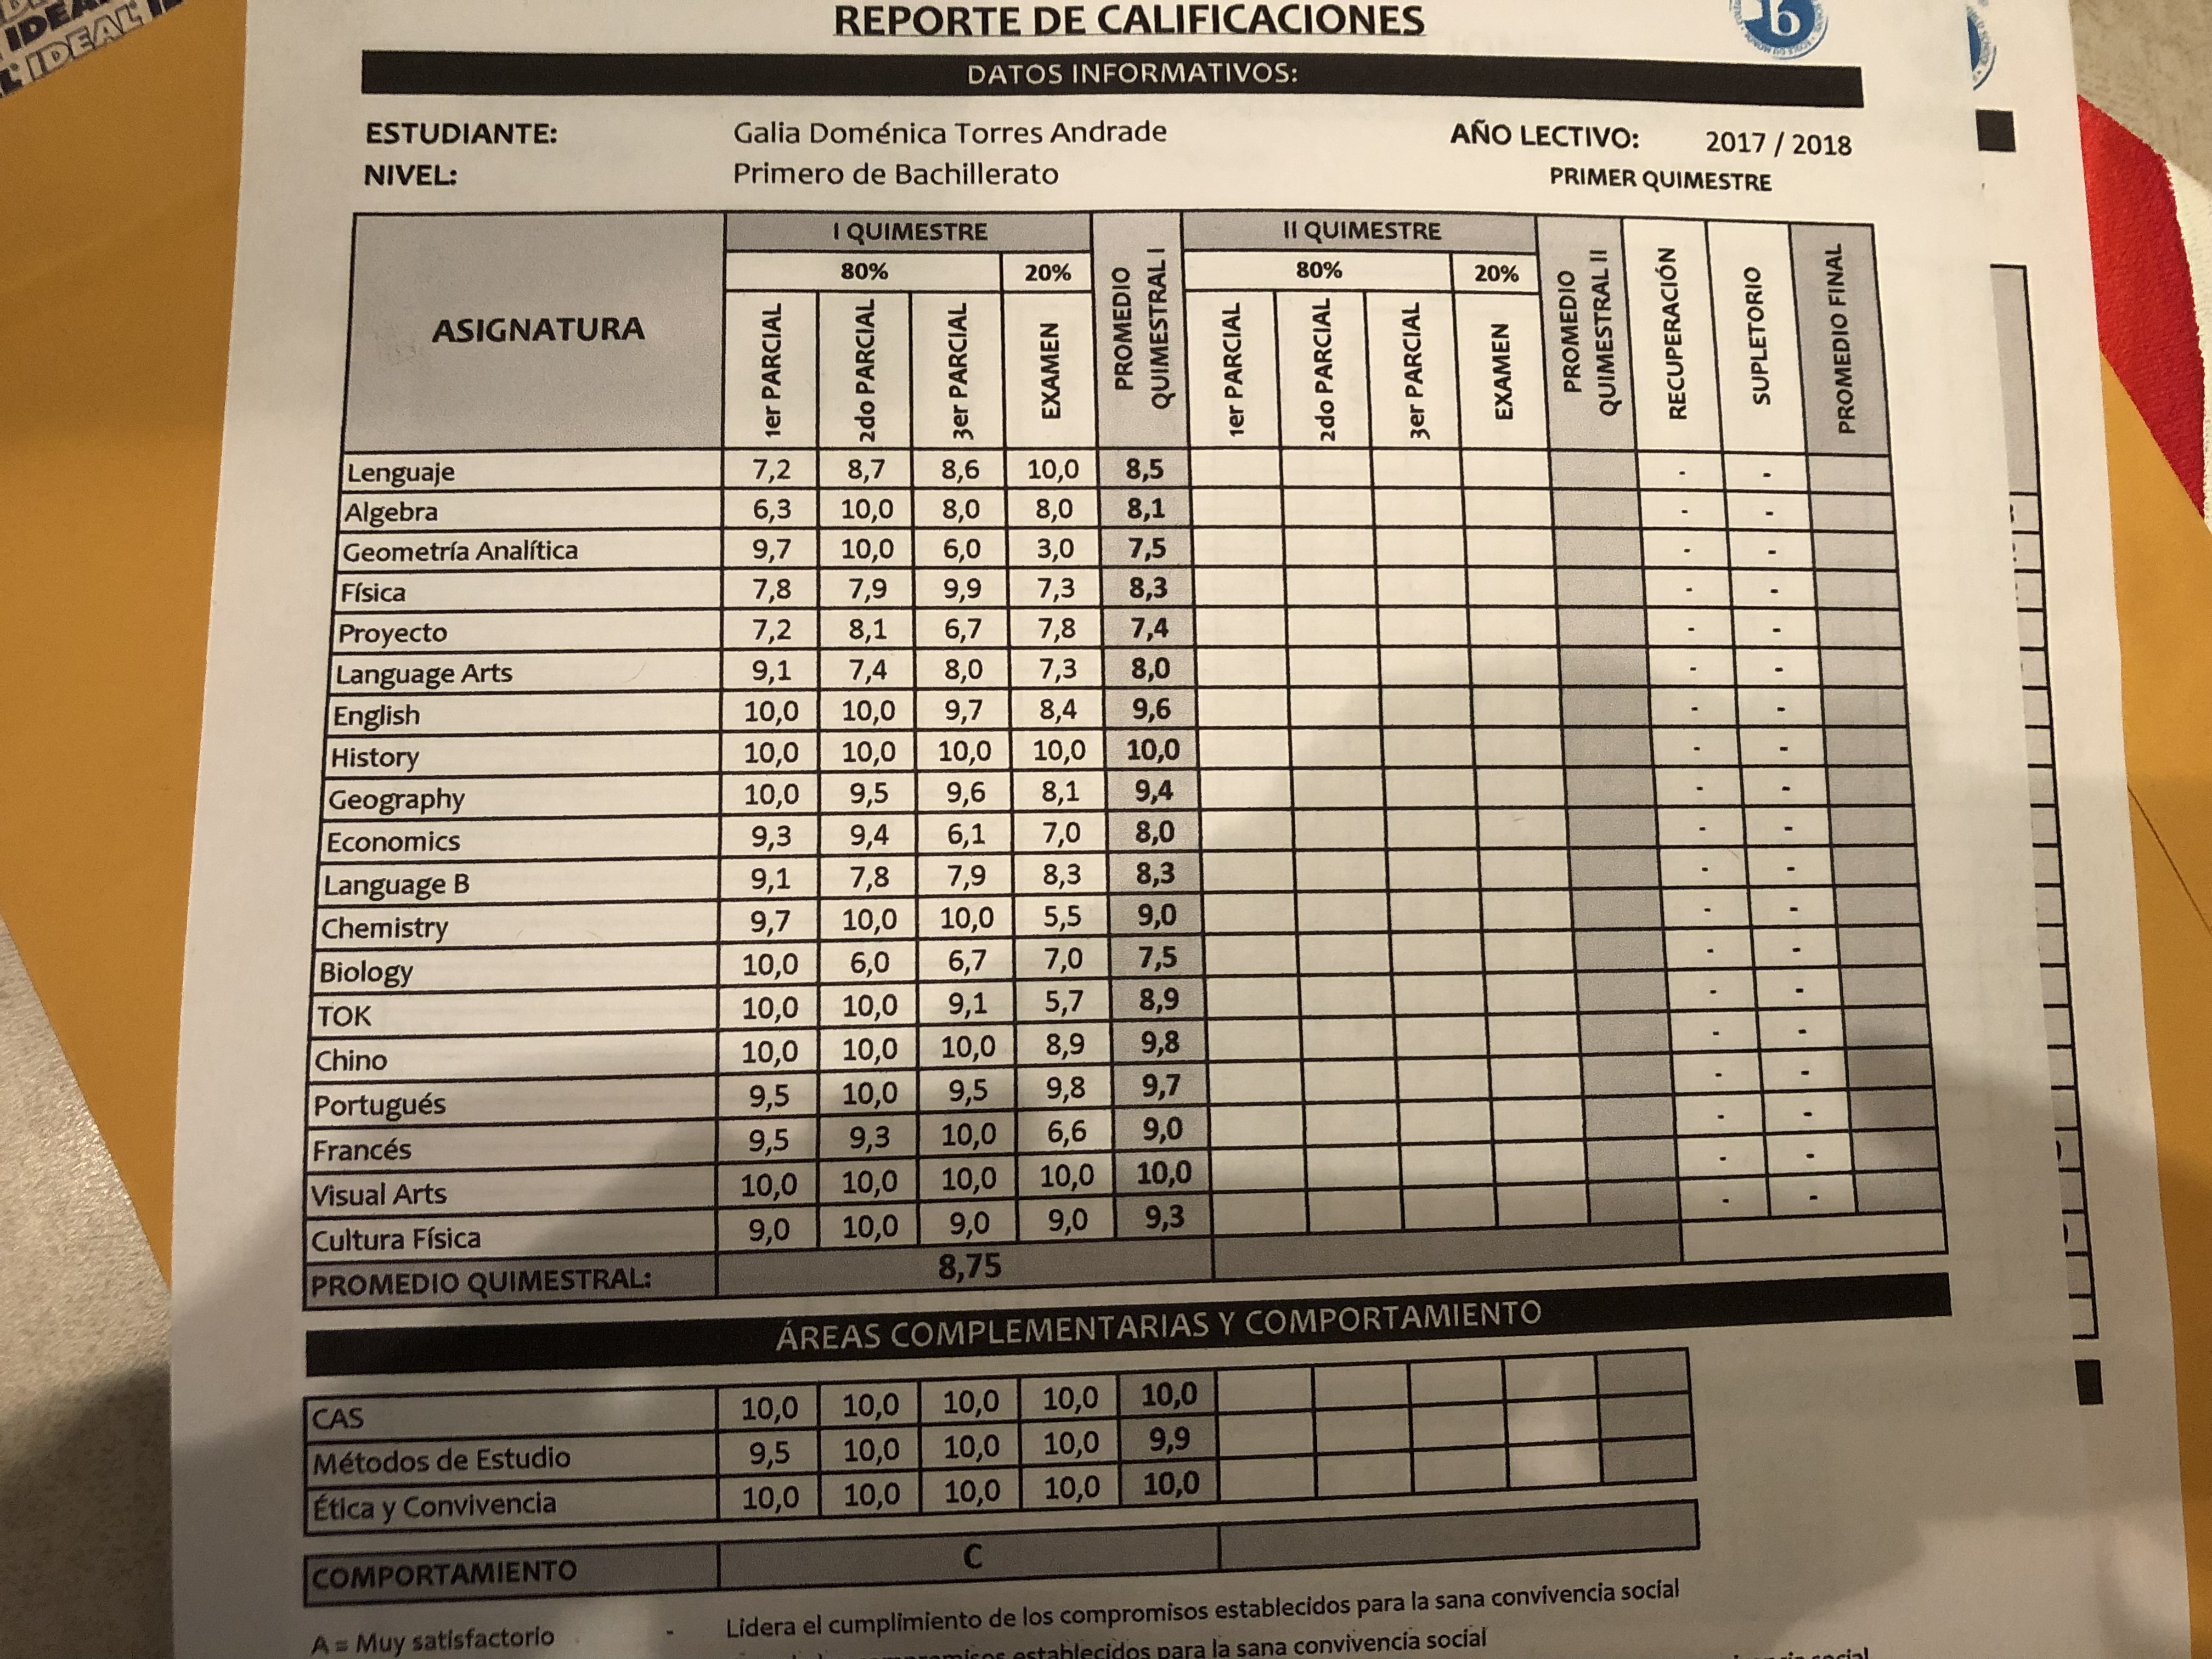 REPORTE DE CALIFICACIONES
DATOS INFORMATIVOS:
ESTUDIANTE: Galia Doménica Torres Andrade AÑO LECTIVO: 2017 / 2018
NIVEL: Primero de Bachillerato PRIMER QUIMESTRE
ASIGNATURA I QUIMESTRE PROMEDIO QUIMESTRAL I II QUIMESTRE PROMEDIO QUIMESTRAL II RECUPERACIÓN SUPLETORIO PROMEDIO FINAL
80% 20% 80% 20%
1er PARCIAL 2do PARCIAL 3er PARCIAL EXAMEN 1er PARCIAL 2do PARCIAL 3er PARCIAL EXAMEN
Lenguaje 7,2 8,7 8,6 10,0 8,5 - -
Algebra 6,3 10,0 8,0 8,0 8,1 - -
Geometría Analítica 9,7 10,0 6,0 3,0 7,5 - -
Física 7,8 7,9 9,9 7,3 8,3 - -
Proyecto 7,2 8,1 6,7 7,8 7,4 - -
Language Arts 9,1 7,4 8,0 7,3 8,0 - -
English 10,0 10,0 9,7 8,4 9,6 - -
History 10,0 10,0 10,0 10,0 10,0 - -
Geography 10,0 9,5 9,6 8,1 9,4 - -
Economics 9,3 9,4 6,1 7,0 8,0 - -
Language B 9,1 7,8 7,9 8,3 8,3 - -
Chemistry 9,7 10,0 10,0 5,5 9,0 - -
Biology 10,0 6,0 6,7 7,0 7,5 - -
TOK 10,0 10,0 9,1 5,7 8,9 - -
Chino 10,0 10,0 10,0 8,9 9,8 - -
Portugués 9,5 10,0 9,5 9,8 9,7 - -
Francés 9,5 9,3 10,0 6,6 9,0 - -
Visual Arts 10,0 10,0 10,0 10,0 10,0 - -
Cultura Física 9,0 10,0 9,0 9,0 9,3 - -
PROMEDIO QUIMESTRAL: 8,75
ÁREAS COMPLEMENTARIAS Y COMPORTAMIENTO
CAS 10,0 10,0 10,0 10,0 10,0
Métodos de Estudio 9,5 10,0 10,0 10,0 9,9
Ética y Convivencia 10,0 10,0 10,0 10,0 10,0
COMPORTAMIENTO C
Lidera el cumplimiento de los compromisos establecidos para la sana convivencia social
A = Muy satisfactorio -
establecidos para la sana convivencia social
IDEAL
IDEAL